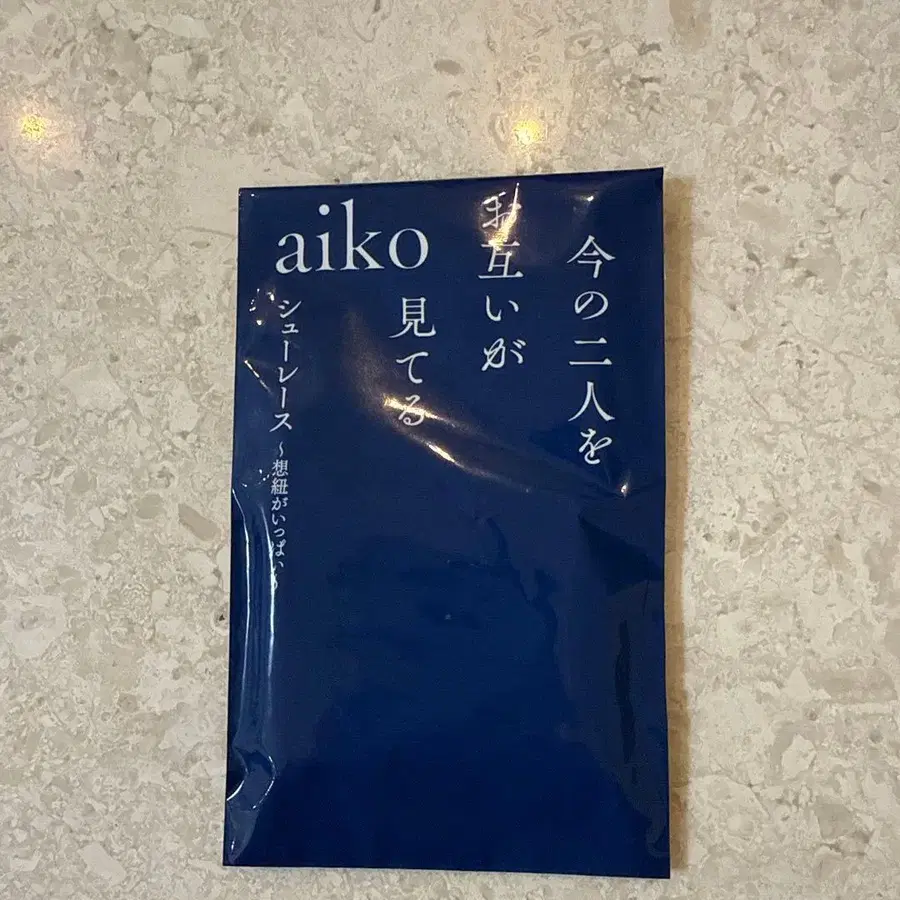 今の二人を
お互いが
見てる
aiko
シューレース
〜想紐がいっぱい〜